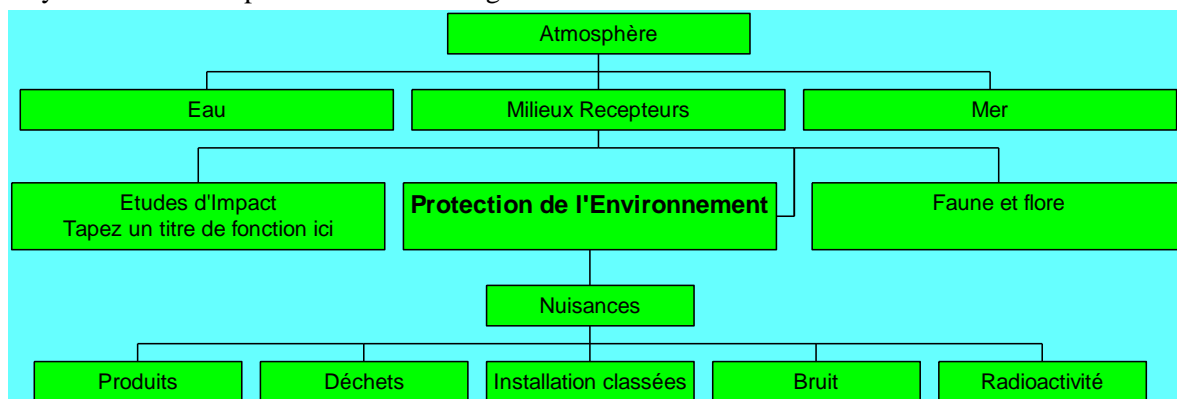 Atmosphère
Eau
Milieux Recepteurs
Mer
Etudes d'Impact
Tapez un titre de fonction ici
Protection de l'Environnement
Faune et flore
Nuisances
Produits
Déchets
Installation classées
Bruit
Radioactivité